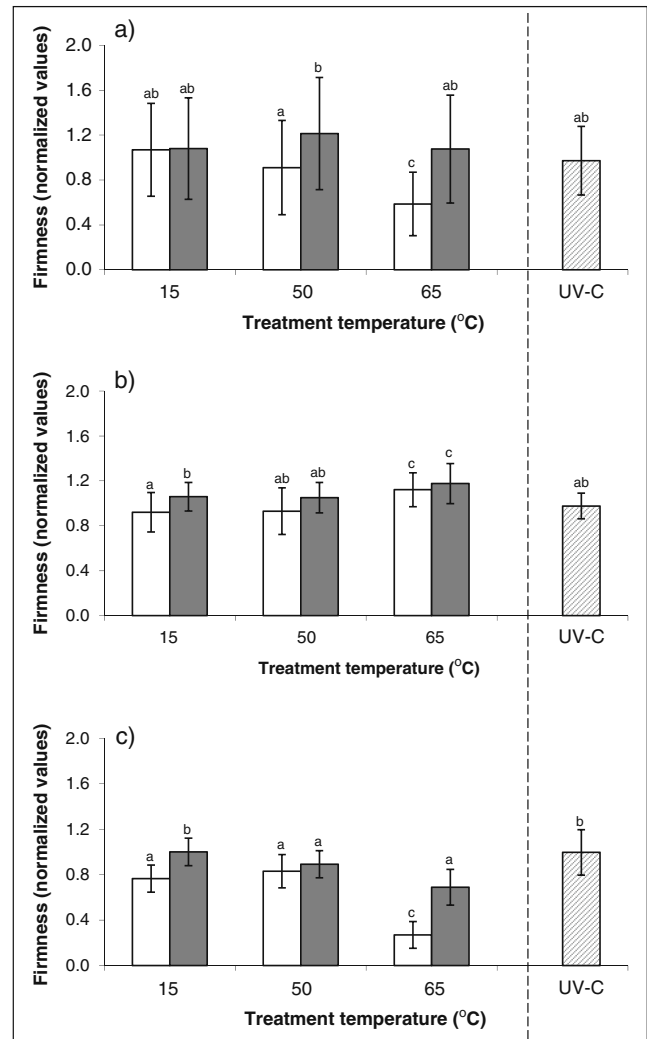 a)
Firmness (normalized values)
2.0
1.6
1.2
0.8
0.4
0.0
ab ab a b c ab ab
15 50 65 UV-C
Treatment temperature (°C)
b)
Firmness (normalized values)
2.0
1.6
1.2
0.8
0.4
0.0
a b ab ab c c ab
15 50 65 UV-C
Treatment temperature (°C)
c)
Firmness (normalized values)
2.0
1.6
1.2
0.8
0.4
0.0
a b a a c a b
15 50 65 UV-C
Treatment temperature (°C)